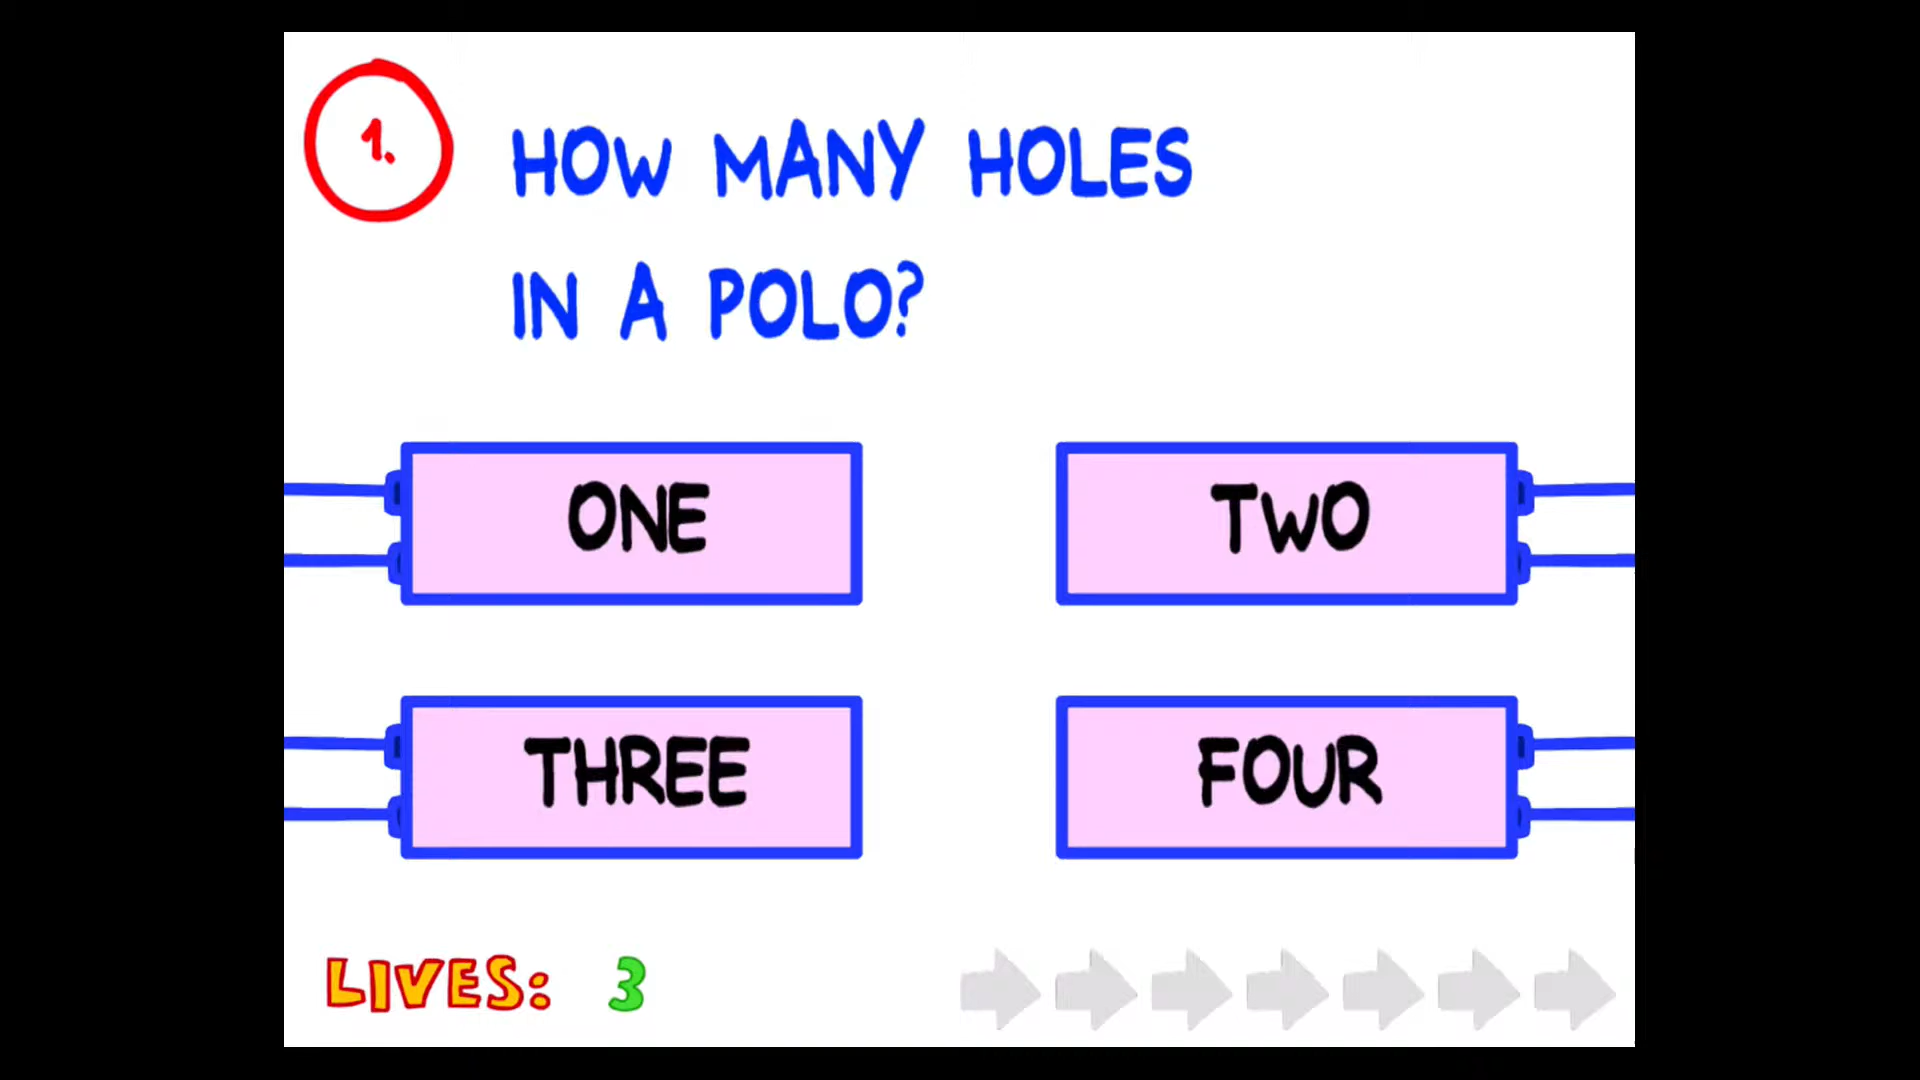 1.
HOW MANY HOLES
IN A POLO?
ONE
TWO
THREE
FOUR
LIVES: 3